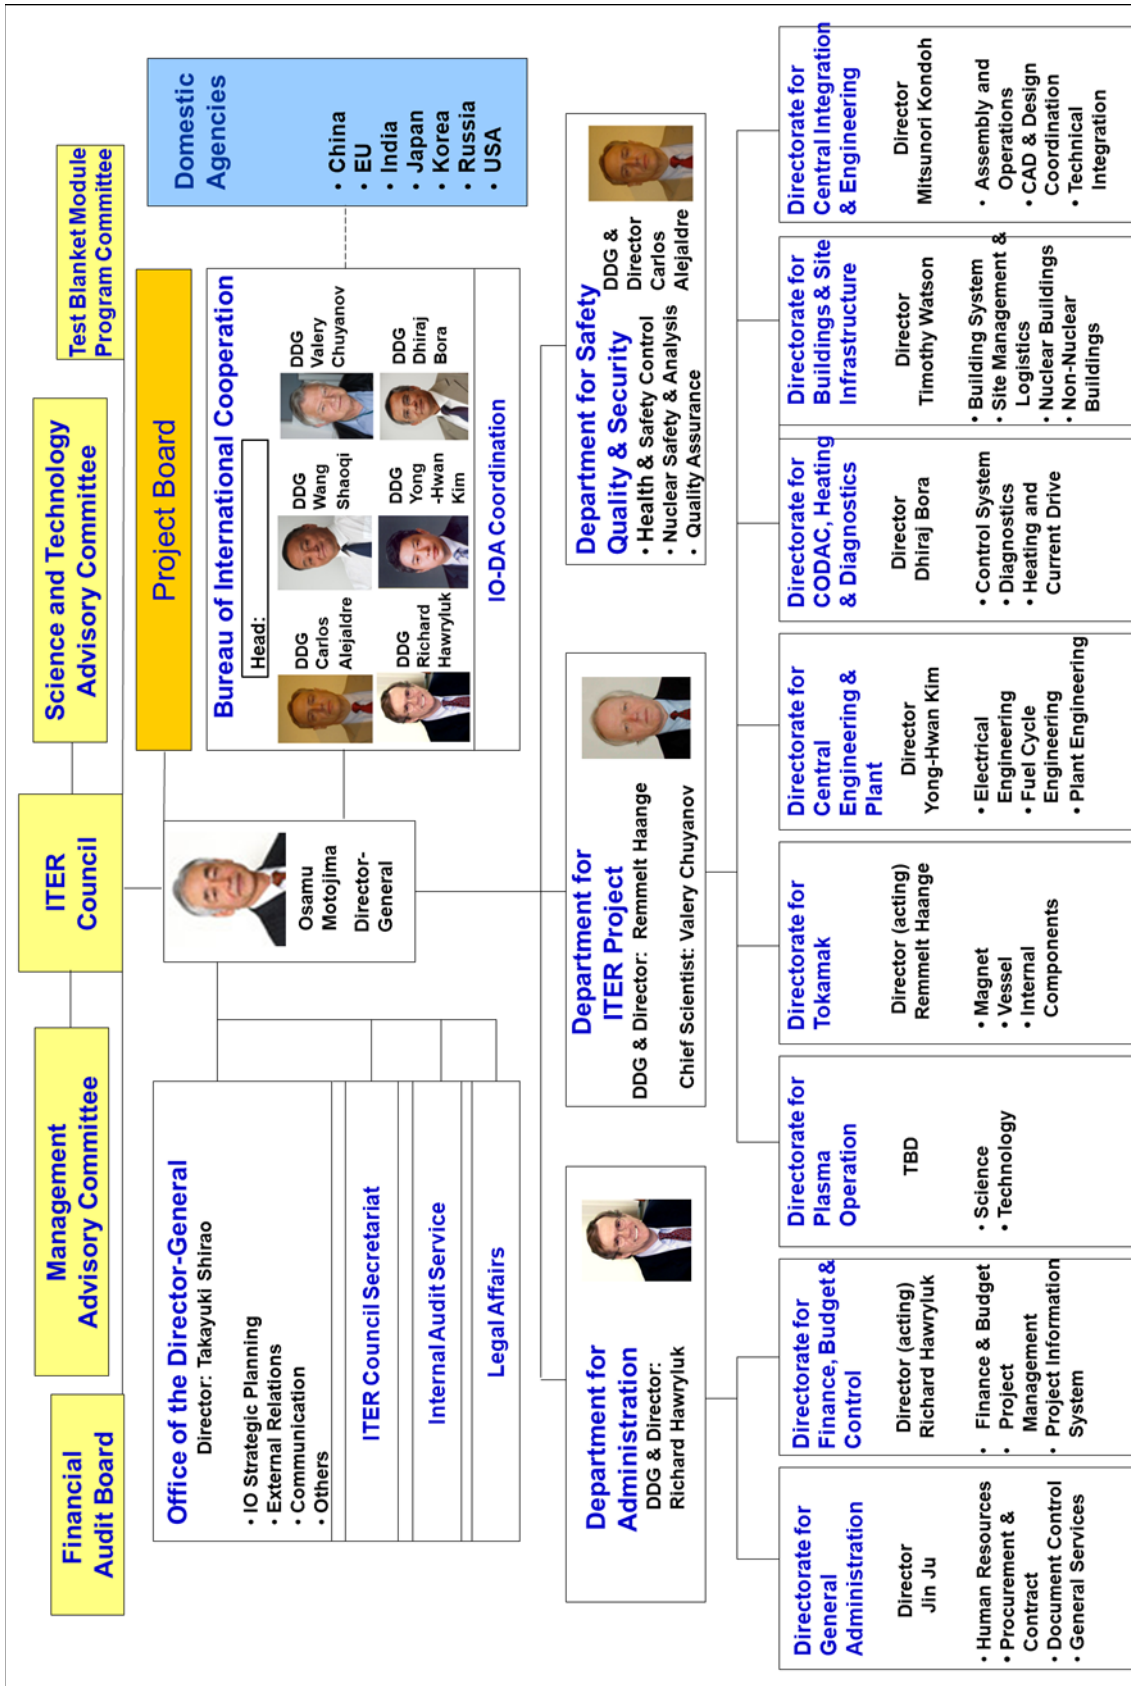 Financial
Audit Board
Management
Advisory Committee
ITER
Council
Science and Technology
Advisory Committee
Test Blanket Module
Program Committee
Office of the Director-General
Director: Takayuki Shirao
• IO Strategic Planning
• External Relations
• Communication
• Others
ITER Council Secretariat
Internal Audit Service
Legal Affairs
Osamu
Motojima
Director-
General
Project Board
Bureau of International Cooperation
Head:
DDG
Carlos
Alejaldre
DDG
Wang
Shaoqi
DDG
Valery
Chuyanov
DDG
Richard
Hawryluk
DDG
Yong
-Hwan
Kim
DDG
Dhiraj
Bora
IO-DA Coordination
Domestic
Agencies
• China
• EU
• India
• Japan
• Korea
• Russia
• USA
Department for
Administration
DDG & Director:
Richard Hawryluk
Department for
ITER Project
DDG & Director: Remmelt Haange
Chief Scientist: Valery Chuyanov
Department for Safety
Quality & Security
• Health & Safety Control
• Nuclear Safety & Analysis
• Quality Assurance
DDG &
Director
Carlos
Alejaldre
Directorate for
General
Administration
Director
Jin Ju
• Human Resources
• Procurement &
Contract
• Document Control
• General Services
Directorate for
Finance, Budget &
Control
Director (acting)
Richard Hawryluk
• Finance & Budget
• Project
Management
• Project Information
System
Directorate for
Plasma
Operation
TBD
• Science
• Technology
Directorate for
Tokamak
Director (acting)
Remmelt Haange
• Magnet
• Vessel
• Internal
Components
Directorate for
Central
Engineering &
Plant
Director
Yong-Hwan Kim
• Electrical
Engineering
• Fuel Cycle
Engineering
• Plant Engineering
Directorate for
CODAC, Heating
& Diagnostics
Director
Dhiraj Bora
• Control System
• Diagnostics
• Heating and
Current Drive
Directorate for
Buildings & Site
Infrastructure
Director
Timothy Watson
• Building System
• Site Management &
Logistics
• Nuclear Buildings
• Non-Nuclear
Buildings
Directorate for
Central Integration
& Engineering
Director
Mitsunori Kondoh
• Assembly and
Operations
• CAD & Design
Coordination
• Technical
Integration